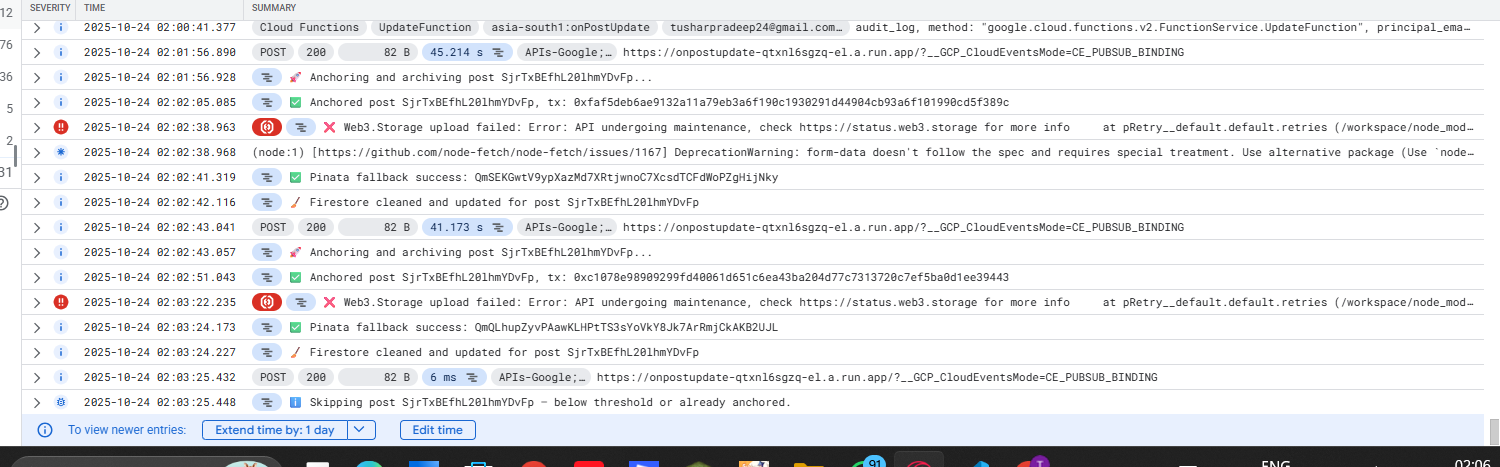 12
SEVERITY TIME SUMMARY
2025-10-24 02:00:41.377 Cloud Functions UpdateFunction asia-south1:onPostUpdate tusharpradeep24@gmail.com… audit_log, method: "google.cloud.functions.v2.FunctionService.UpdateFunction", principal_ema…
76
2025-10-24 02:01:56.890 POST 200 82 B 45.214 s APIs-Google;… https://onpostupdate-qtxnl6sgzq-el.a.run.app/?__GCP_CloudEventsMode=CE_PUBSUB_BINDING
36
2025-10-24 02:01:56.928 🚀 Anchoring and archiving post SjrTxBEfhL20lhmYDvFp...
5
2025-10-24 02:02:05.085 ✅ Anchored post SjrTxBEfhL20lhmYDvFp, tx: 0xfaf5deb6ae9132a11a79eb3a6f190c1930291d44904cb93a6f101990cd5f389c
2025-10-24 02:02:38.963 ❌ Web3.Storage upload failed: Error: API undergoing maintenance, check https://status.web3.storage for more info at pRetry__default.default.retries (/workspace/node_mod…
2
2025-10-24 02:02:38.968 (node:1) [https://github.com/node-fetch/node-fetch/issues/1167] DeprecationWarning: form-data doesn't follow the spec and requires special treatment. Use alternative package (Use `node…
31
2025-10-24 02:02:41.319 ✅ Pinata fallback success: QmSEKGwtV9ypXazMd7XRtjwnoC7XcsdTCFdWoPZgHijNky
2025-10-24 02:02:42.116 🧹 Firestore cleaned and updated for post SjrTxBEfhL20lhmYDvFp
2025-10-24 02:02:43.041 POST 200 82 B 41.173 s APIs-Google;… https://onpostupdate-qtxnl6sgzq-el.a.run.app/?__GCP_CloudEventsMode=CE_PUBSUB_BINDING
2025-10-24 02:02:43.057 🚀 Anchoring and archiving post SjrTxBEfhL20lhmYDvFp...
2025-10-24 02:02:51.043 ✅ Anchored post SjrTxBEfhL20lhmYDvFp, tx: 0xc1078e98909299fd40061d651c6ea43ba204d77c7313720c7ef5ba0d1ee39443
2025-10-24 02:03:22.235 ❌ Web3.Storage upload failed: Error: API undergoing maintenance, check https://status.web3.storage for more info at pRetry__default.default.retries (/workspace/node_mod…
2025-10-24 02:03:24.173 ✅ Pinata fallback success: QmQLhupZyvPAawKLHPtTS3sYoVkY8Jk7ArRmjCkAKB2UJL
2025-10-24 02:03:24.227 🧹 Firestore cleaned and updated for post SjrTxBEfhL20lhmYDvFp
2025-10-24 02:03:25.432 POST 200 82 B 6 ms APIs-Google;… https://onpostupdate-qtxnl6sgzq-el.a.run.app/?__GCP_CloudEventsMode=CE_PUBSUB_BINDING
2025-10-24 02:03:25.448 ℹ️ Skipping post SjrTxBEfhL20lhmYDvFp — below threshold or already anchored.
To view newer entries: Extend time by: 1 day Edit time
91 T ENG 02:06